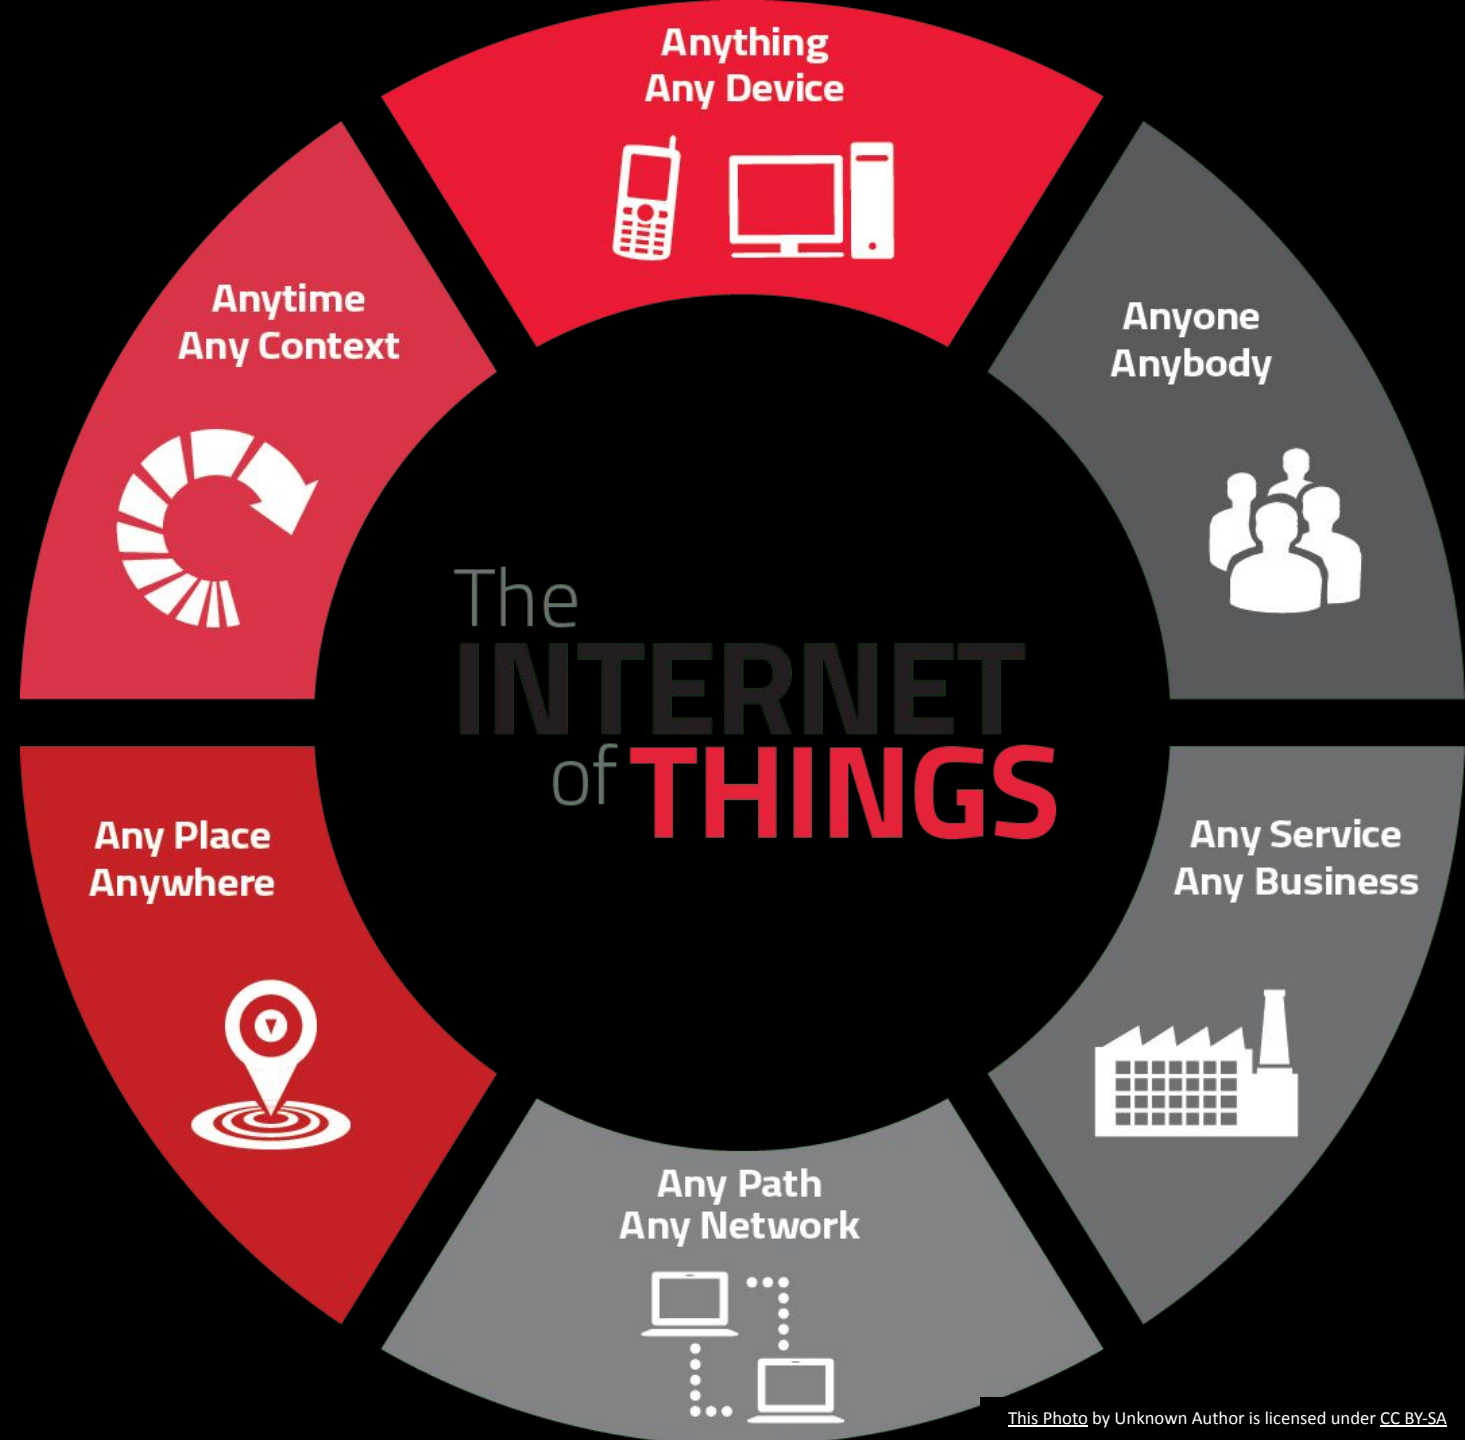 Anything
Any Device
Anyone
Anybody
Any Service
Any Business
Any Path
Any Network
Any Place
Anywhere
Anytime
Any Context
The
INTERNET
of THINGS
This Photo by Unknown Author is licensed under CC BY-SA